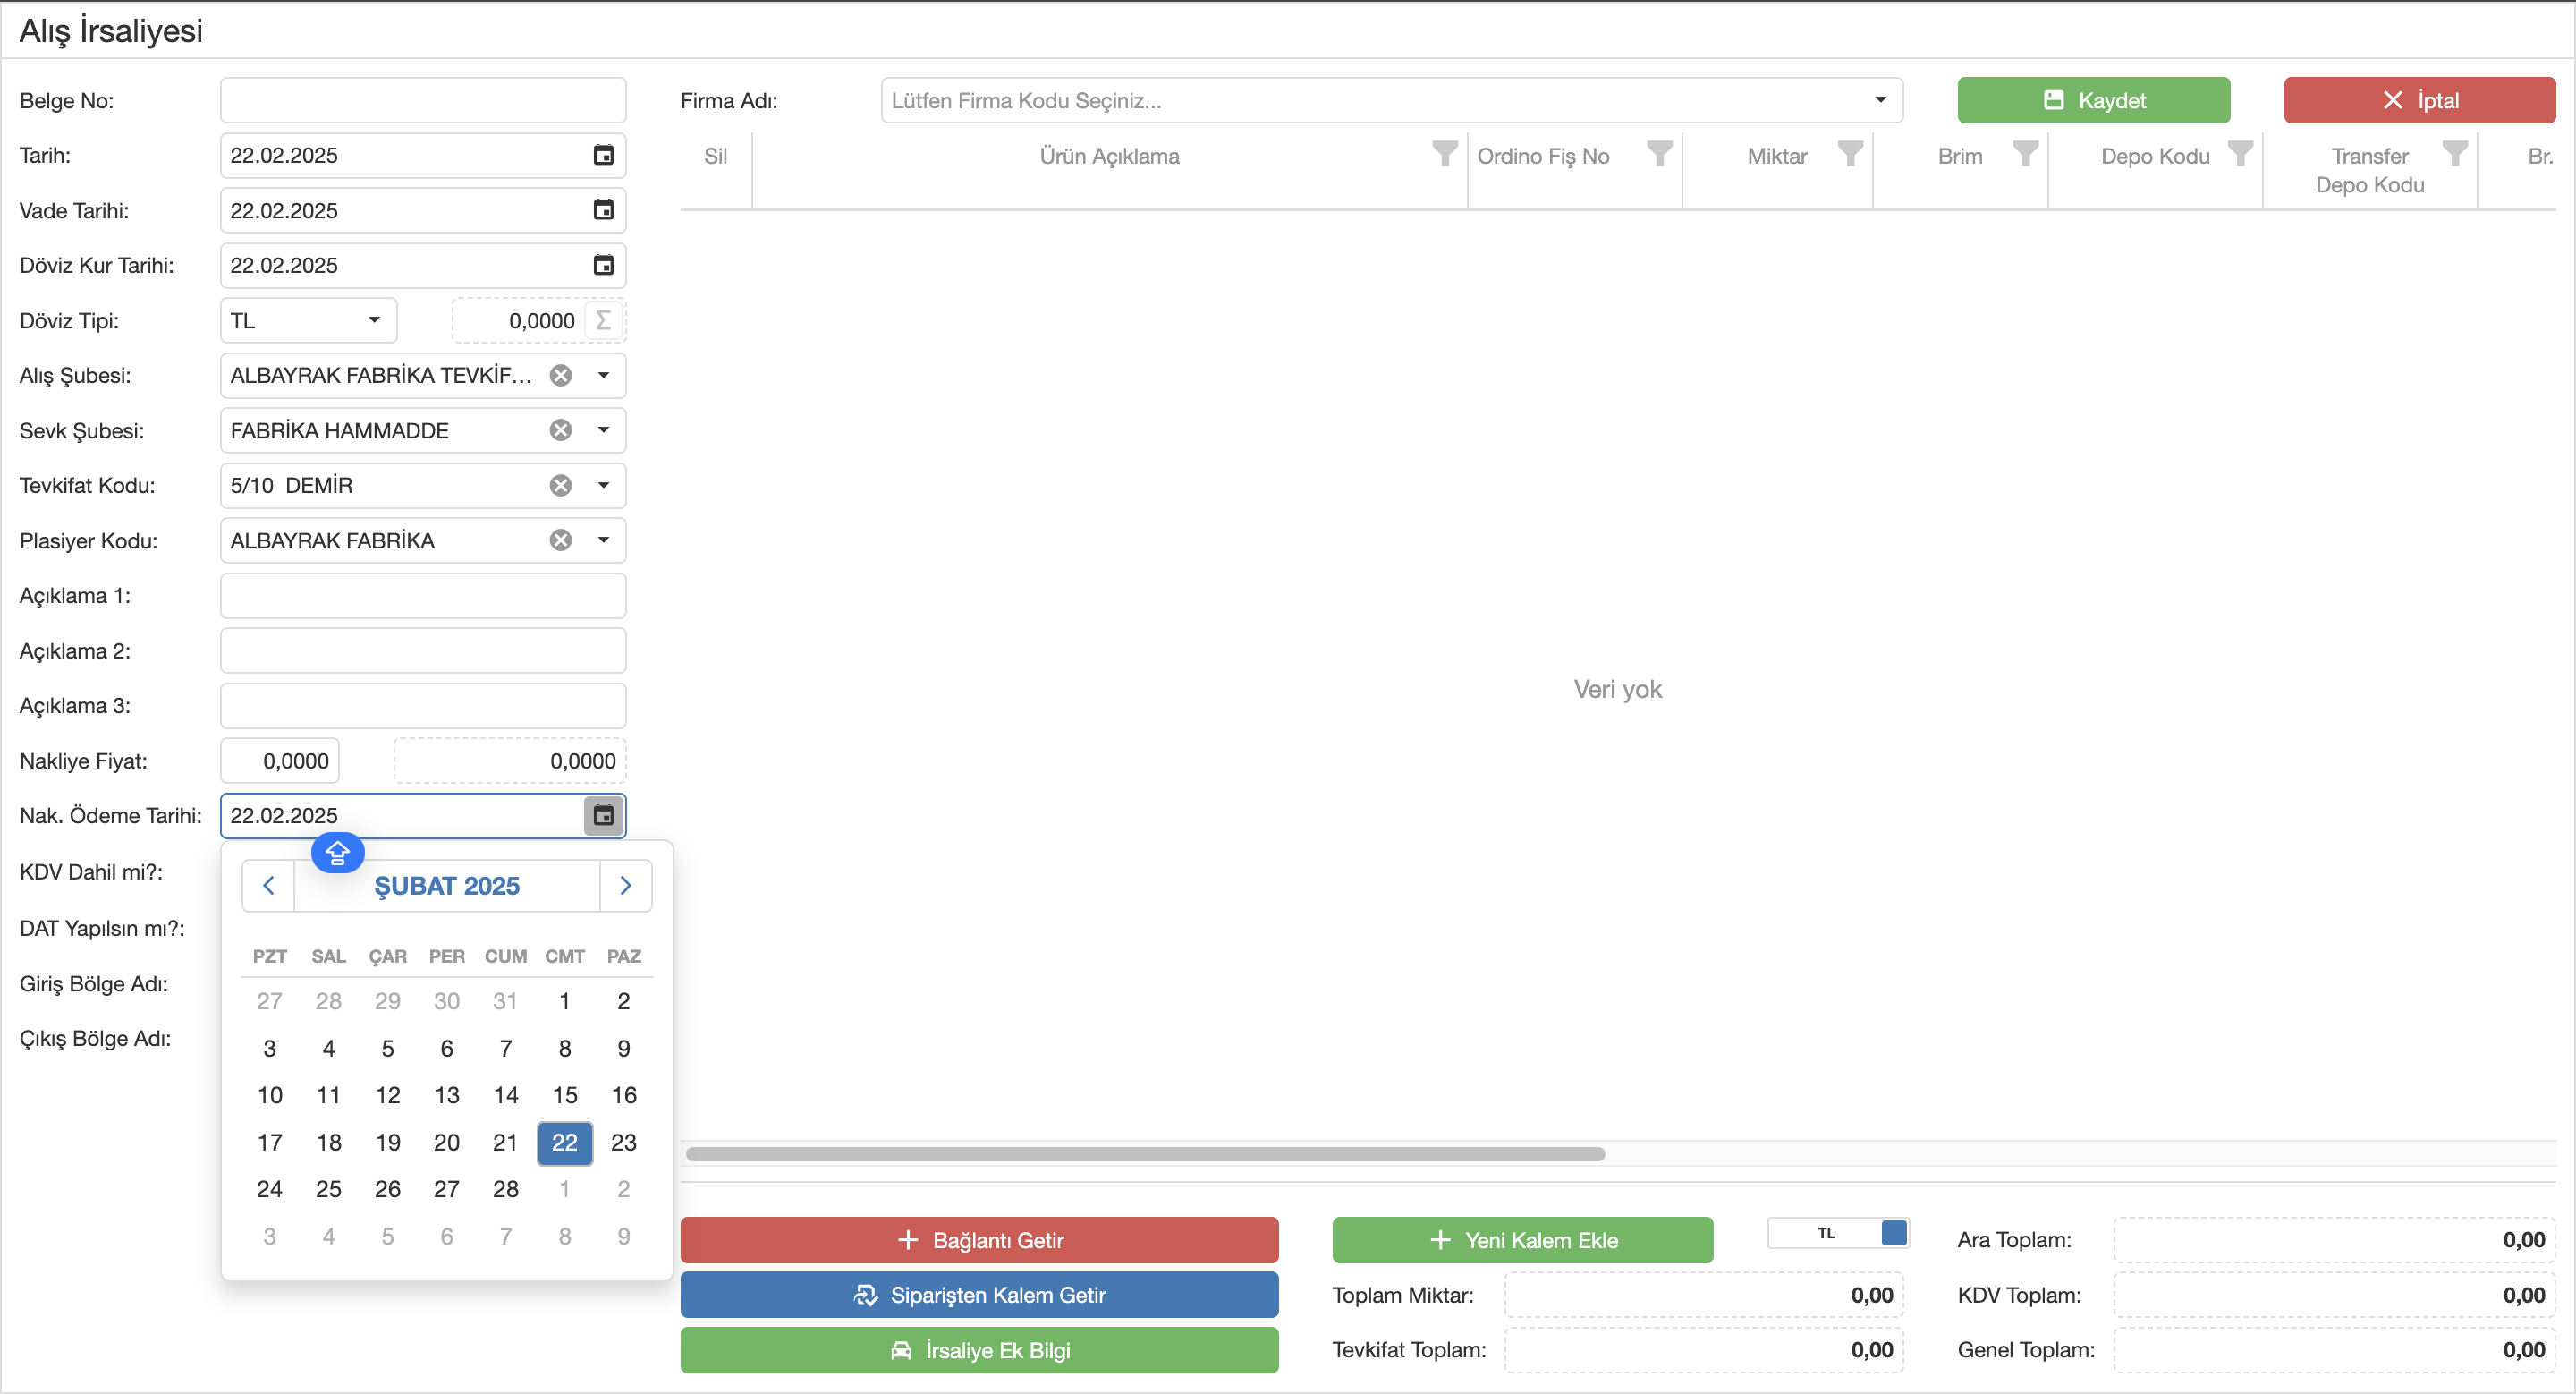 Alış İrsaliyesi
Belge No:
Firma Adı: Lütfen Firma Kodu Seçiniz...
Kaydet
İptal
Tarih: 22.02.2025
Vade Tarihi: 22.02.2025
Döviz Kur Tarihi: 22.02.2025
Döviz Tipi: TL 0,0000 Σ
Alış Şubesi: ALBAYRAK FABRİKA TEVKİF...
Sevk Şubesi: FABRİKA HAMMADDE
Tevkifat Kodu: 5/10 DEMİR
Plasiyer Kodu: ALBAYRAK FABRİKA
Açıklama 1:
Açıklama 2:
Açıklama 3:
Nakliye Fiyat: 0,0000 0,0000
Nak. Ödeme Tarihi: 22.02.2025
KDV Dahil mi?:
DAT Yapılsın mı?:
Giriş Bölge Adı:
Çıkış Bölge Adı:
ŞUBAT 2025
PZT SAL ÇAR PER CUM CMT PAZ
27 28 29 30 31 1 2
3 4 5 6 7 8 9
10 11 12 13 14 15 16
17 18 19 20 21 22 23
24 25 26 27 28 1 2
3 4 5 6 7 8 9
Sil Ürün Açıklama Ordino Fiş No Miktar Brim Depo Kodu Transfer Br.
Depo Kodu
Veri yok
Bağlantı Getir
Siparişten Kalem Getir
İrsaliye Ek Bilgi
Yeni Kalem Ekle
TL
Toplam Miktar: 0,00
Tevkifat Toplam: 0,00
Ara Toplam: 0,00
KDV Toplam: 0,00
Genel Toplam: 0,00